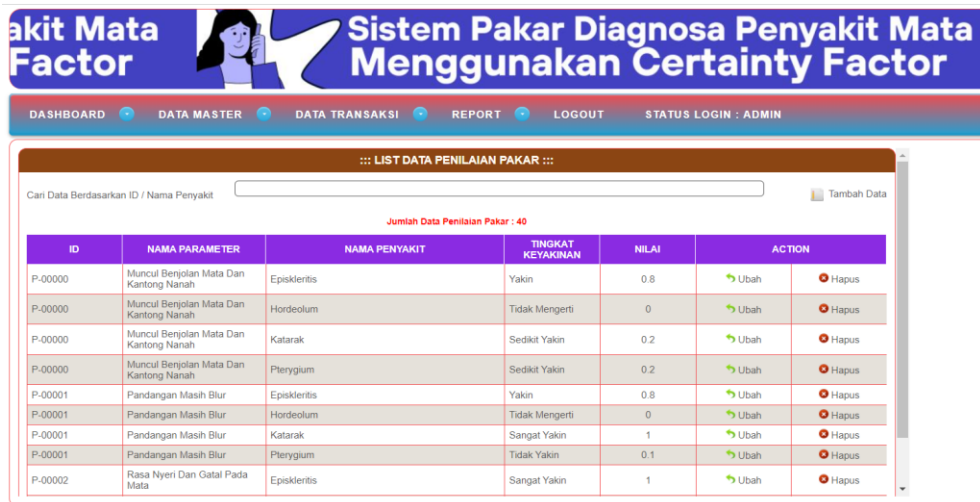 akit Mata
Factor
Sistem Pakar Diagnosa Penyakit Mata
Menggunakan Certainty Factor
DASHBOARD DATA MASTER DATA TRANSAKSI REPORT LOGOUT STATUS LOGIN : ADMIN
::: LIST DATA PENILAIAN PAKAR :::
Cari Data Berdasarkan ID / Nama Penyakit Tambah Data
Jumlah Data Penilaian Pakar : 40
ID NAMA PARAMETER NAMA PENYAKIT TINGKAT KEYAKINAN NILAI ACTION
P-00000 Muncul Benjolan Mata Dan Kantong Nanah Episkleritis Yakin 0.8 Ubah Hapus
P-00000 Muncul Benjolan Mata Dan Kantong Nanah Hordeolum Tidak Mengerti 0 Ubah Hapus
P-00000 Muncul Benjolan Mata Dan Kantong Nanah Katarak Sedikit Yakin 0.2 Ubah Hapus
P-00000 Muncul Benjolan Mata Dan Kantong Nanah Pterygium Sedikit Yakin 0.2 Ubah Hapus
P-00001 Pandangan Masih Blur Episkleritis Yakin 0.8 Ubah Hapus
P-00001 Pandangan Masih Blur Hordeolum Tidak Mengerti 0 Ubah Hapus
P-00001 Pandangan Masih Blur Katarak Sangat Yakin 1 Ubah Hapus
P-00001 Pandangan Masih Blur Pterygium Tidak Yakin 0.1 Ubah Hapus
P-00002 Rasa Nyeri Dan Gatal Pada Mata Episkleritis Sangat Yakin 1 Ubah Hapus